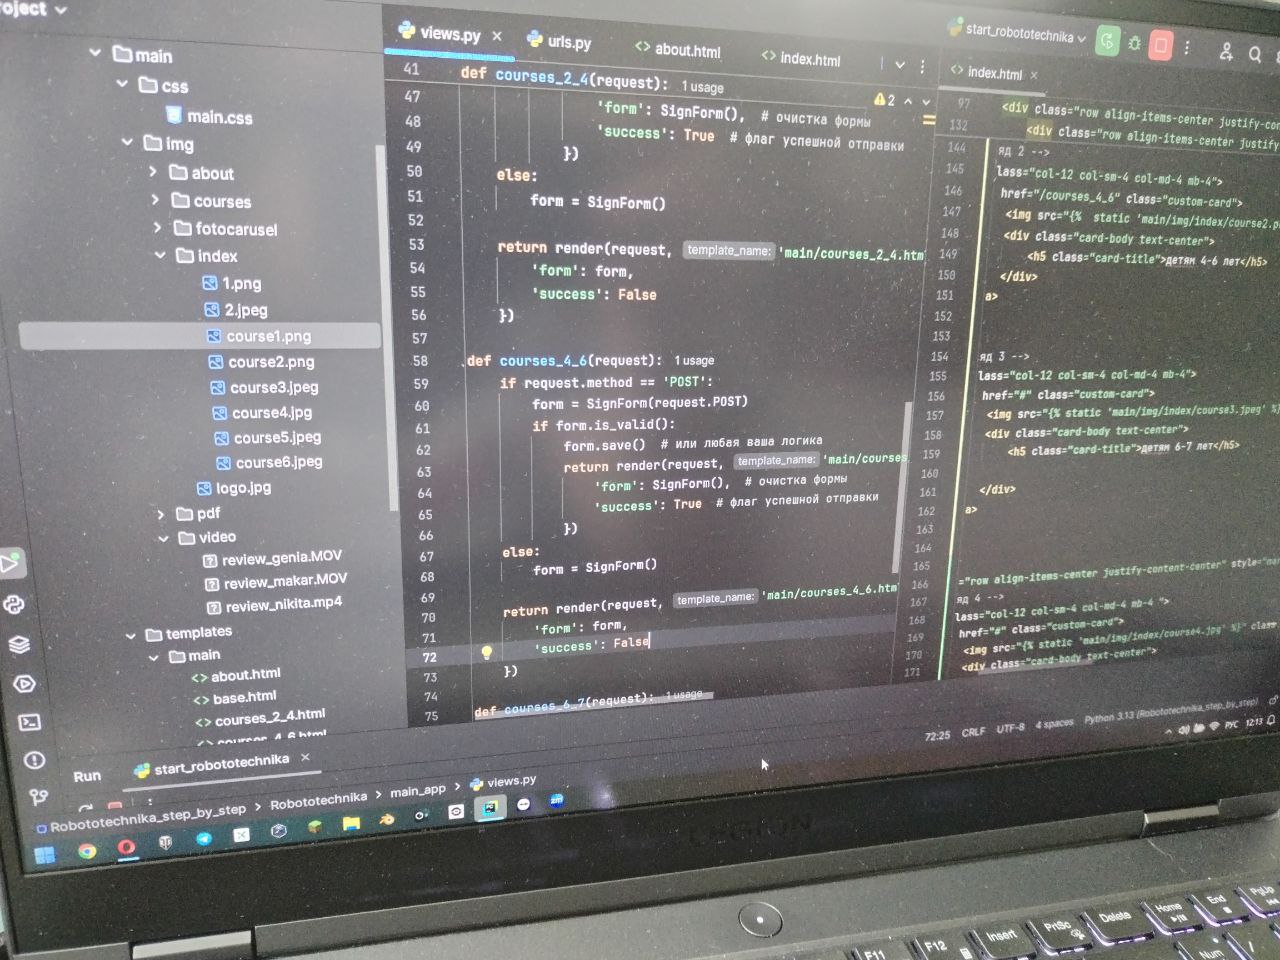 main
css
main.css
img
about
courses
fotocarusel
index
1.png
2.jpeg
course1.png
course2.png
course3.jpeg
course4.jpg
course5.jpeg
course6.jpeg
logo.jpg
pdf
video
review_genia.MOV
review_makar.MOV
review_nikita.mp4
templates
main
about.html
base.html
courses_2_4.html
courses_4_6.html
views.py
urls.py
about.html
index.html
41 def courses_2_4(request): 1 usage
2
47 'form': SignForm(), # очистка формы
48 'success': True # флаг успешной отправки
49 })
50 else:
51 form = SignForm()
52
53 return render(request, template_name: 'main/courses_2_4.htm
54 'form': form,
55 'success': False
56 })
57
58 def courses_4_6(request): 1 usage
59 if request.method == 'POST':
60 form = SignForm(request.POST)
61 if form.is_valid():
62 form.save() # или любая ваша логика
63 return render(request, template_name: 'main/courses
64 'form': SignForm(), # очистка формы
65 'success': True # флаг успешной отправки
66 })
67 else:
68 form = SignForm()
69
70 return render(request, template_name: 'main/courses_4_6.htm
71 'form': form,
72 'success': False
73 })
74
75 def courses_6_7(request): 1 usage
start_robototechnika
index.html
97 <div class="row align-items-center justify-con
132 <div class="row align-items-center justify
144 яд 2 -->
145 lass="col-12 col-sm-4 col-md-4 mb-4">
146 href="/courses_4_6" class="custom-card">
147 <img src="{% static 'main/img/index/course2.p
148 <div class="card-body text-center">
149 <h5 class="card-title">детям 4-6 лет</h5>
150 </div>
151 a>
152
153
154 яд 3 -->
155 lass="col-12 col-sm-4 col-md-4 mb-4">
156 href="#" class="custom-card">
157 <img src="{% static 'main/img/index/course3.jpeg' %}"
158 <div class="card-body text-center">
159 <h5 class="card-title">детям 6-7 лет</h5>
160
161 </div>
162 a>
163
164
165
166 ="row align-items-center justify-content-center" style="mar
167 яд 4 -->
168 lass="col-12 col-sm-4 col-md-4 mb-4 ">
169 href="#" class="custom-card">
170 <img src="{% static 'main/img/index/course4.jpg' %}" class
171 <div class="card-body text-center">
Run
start_robototechnika
72:25 CRLF UTF-8 4 spaces Python 3.13 (Robototechnika_step_by_step)
Robototechnika_step_by_step > Robototechnika > main_app > views.py
РУС 12:13
F11
F12
Insert
PrtSc
Delete
Home
End
PgUp
Num
/